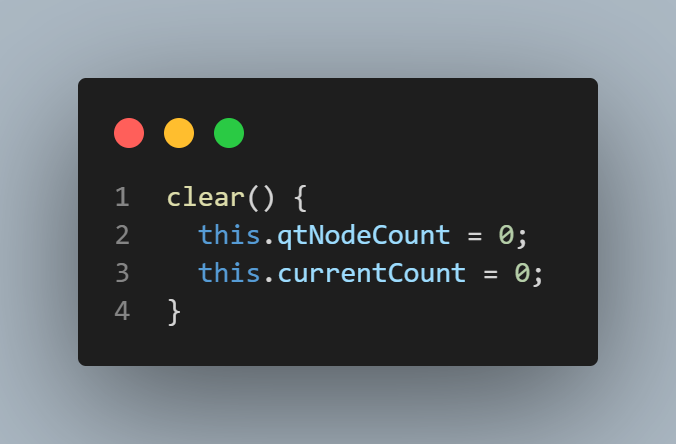 1 clear() {
2 this.qtNodeCount = 0;
3 this.currentCount = 0;
4 }